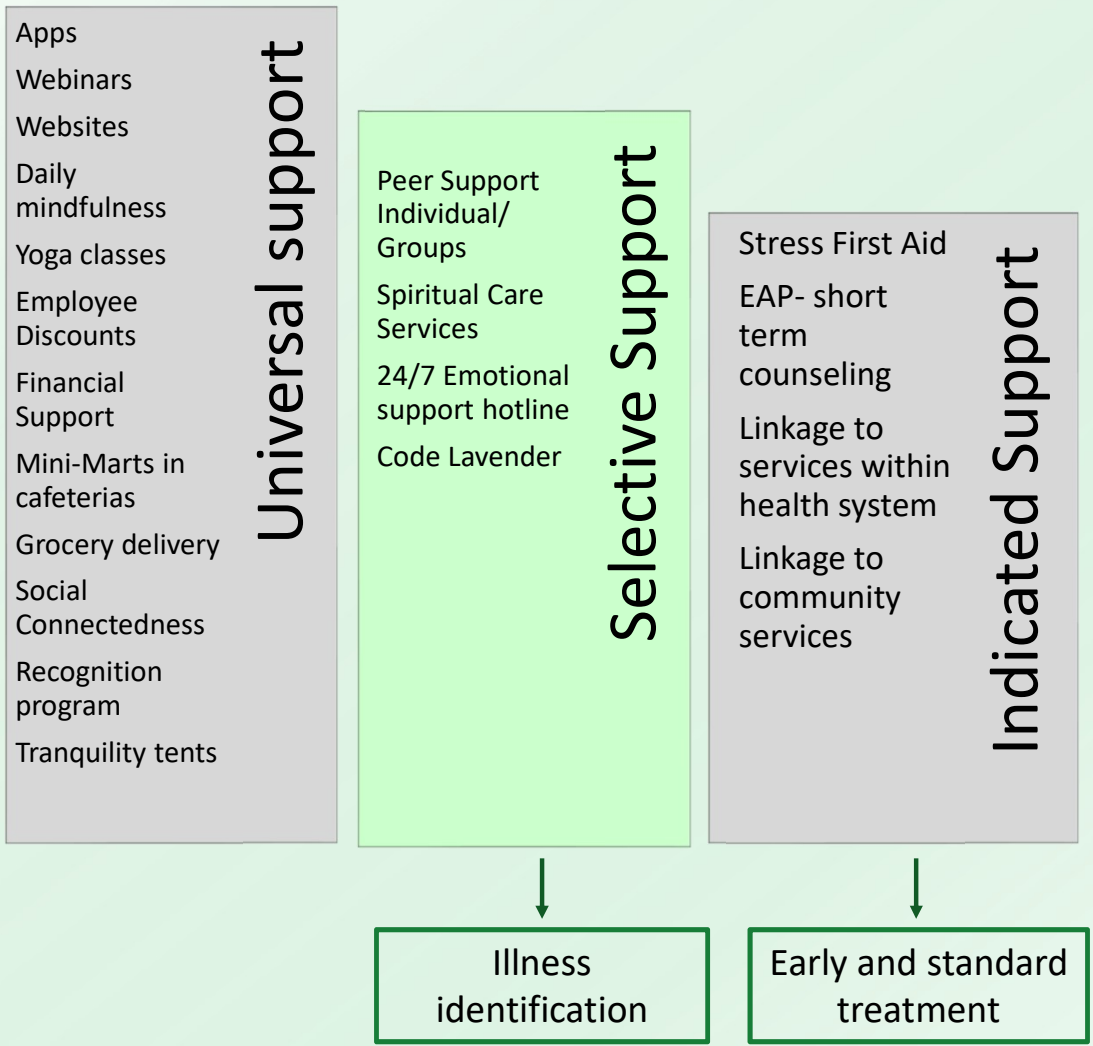 Apps
Webinars
Websites
Daily
mindfulness
Yoga classes
Employee
Discounts
Financial
Support
Mini-Marts in
cafeterias
Grocery delivery
Social
Connectedness
Recognition
program
Tranquility tents
Universal support
Peer Support
Individual/
Groups
Spiritual Care
Services
24/7 Emotional
support hotline
Code Lavender
Selective Support
Stress First Aid
EAP- short
term
counseling
Linkage to
services within
health system
Linkage to
community
services
Indicated Support
Illness
identification
Early and standard
treatment